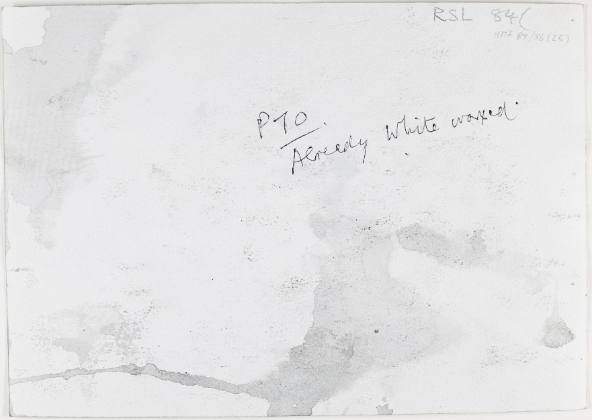 RSL 84(
PTO.
Already white waxed.